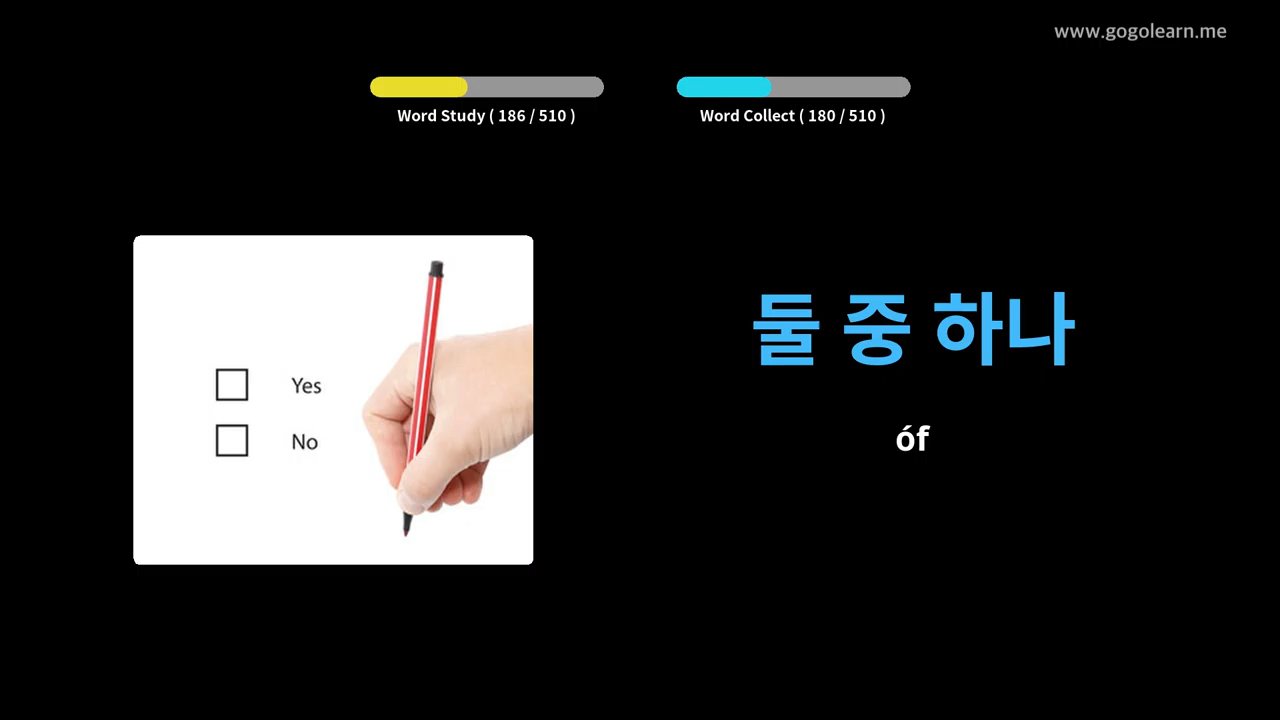 www.gogolearn.me
Word Study ( 186 / 510 )
Word Collect ( 180 / 510 )
Yes
No
둘 중 하나
óf